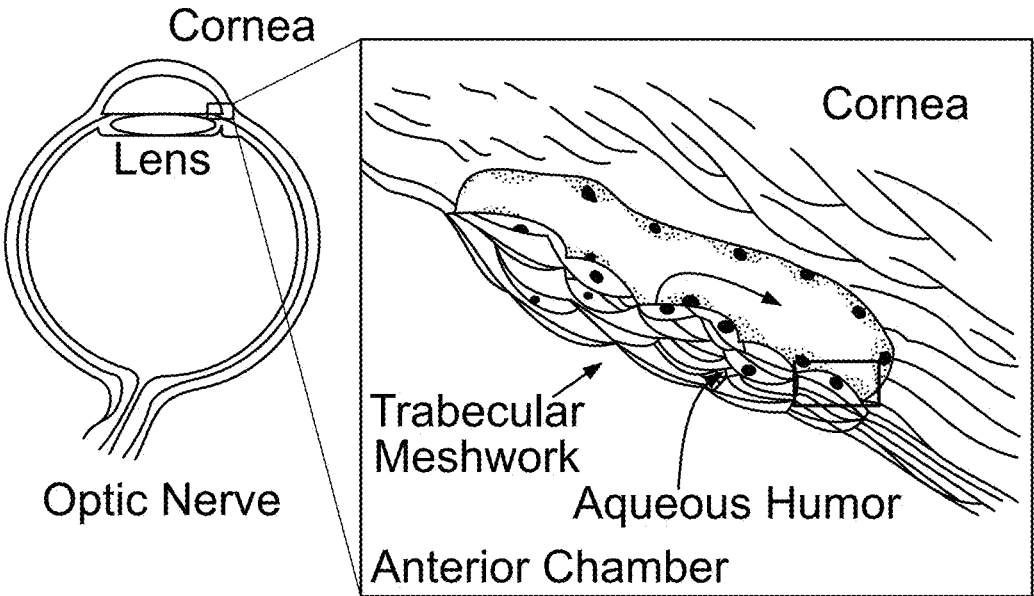 Cornea
Lens
Optic Nerve
Cornea
Trabecular
Meshwork
Aqueous Humor
Anterior Chamber